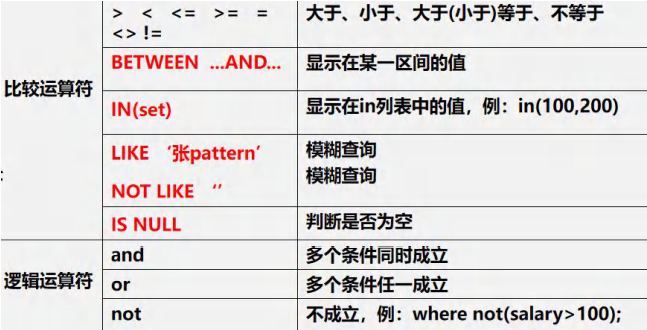 > < <= >= =
<> !=
大于、小于、大于(小于)等于、不等于
比较运算符
BETWEEN ...AND...
显示在某一区间的值
IN(set)
显示在in列表中的值，例：in(100,200)
LIKE ‘张pattern’
模糊查询
NOT LIKE ‘’
模糊查询
:
IS NULL
判断是否为空
逻辑运算符
and
多个条件同时成立
or
多个条件任一成立
not
不成立，例：where not(salary>100);